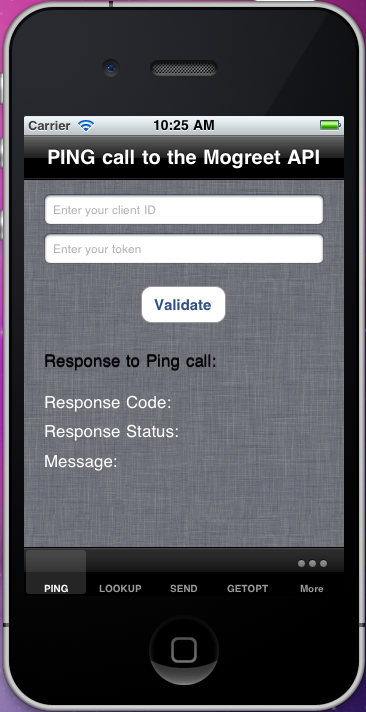 Carrier 10:25 AM
PING call to the Mogreet API
Enter your client ID
Enter your token
Validate
Response to Ping call:
Response Code:
Response Status:
Message:
PING LOOKUP SEND GETOPT More